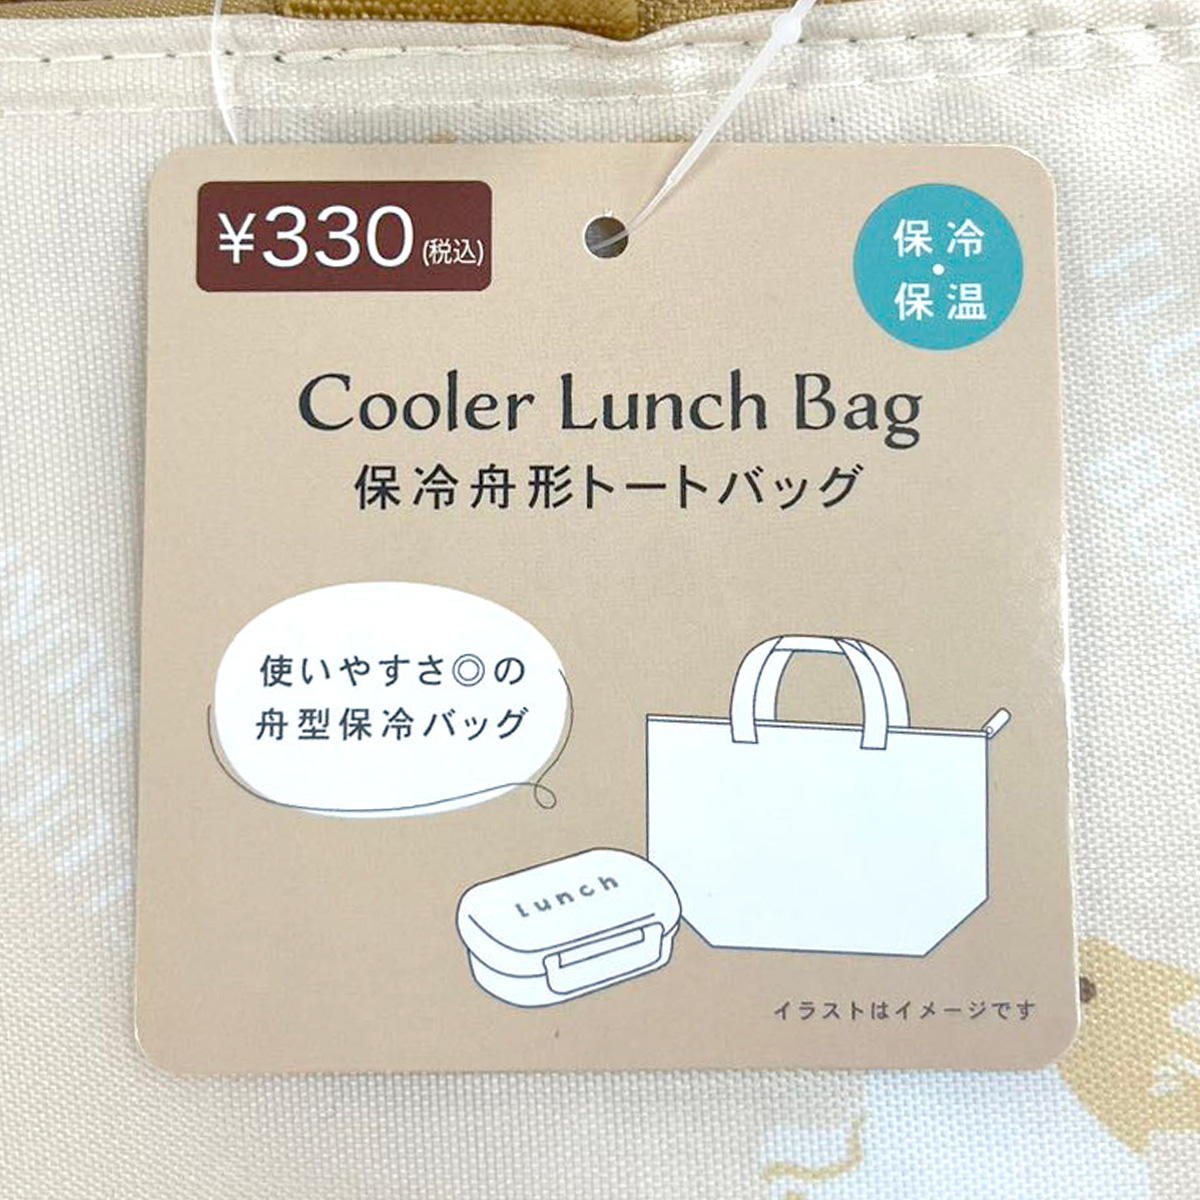 ¥330(税込)
保冷
・
保温
Cooler Lunch Bag
保冷舟形トートバッグ
使いやすさ◎の
舟型保冷バッグ
Lunch
イラストはイメージです